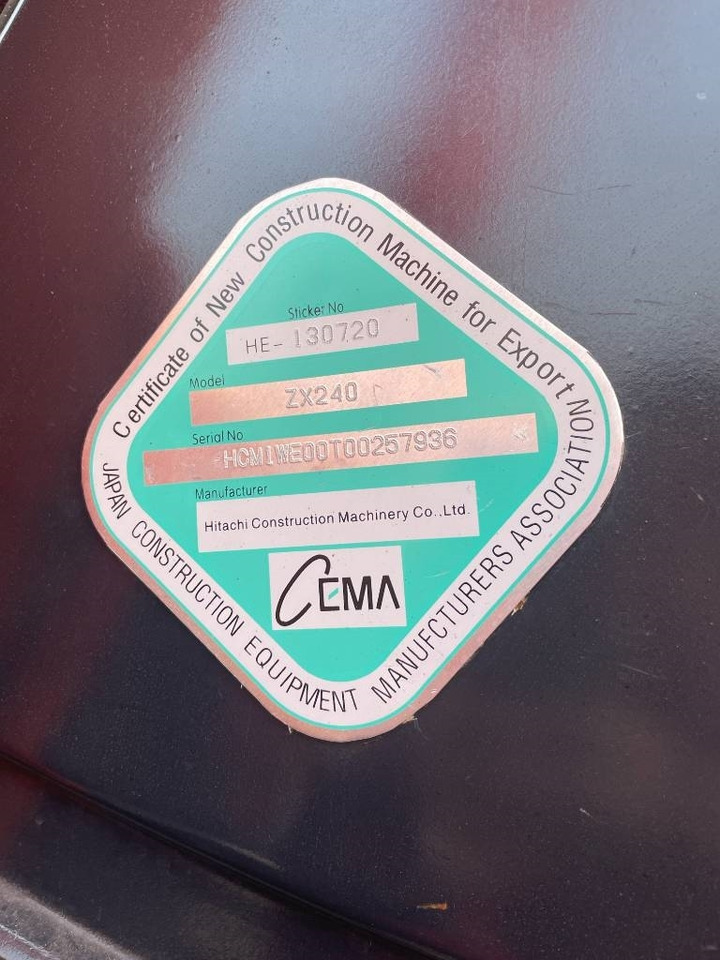 Certificate of New Construction Machine for Export
Sticker No
HE- 130720
Model
ZX240
Serial No
HCM1WE00T00257936
Manufacturer
Hitachi Construction Machinery Co.,Ltd.
CEMA
JAPAN CONSTRUCTION EQUIPMENT MANUFCTURERS ASSOCIATION